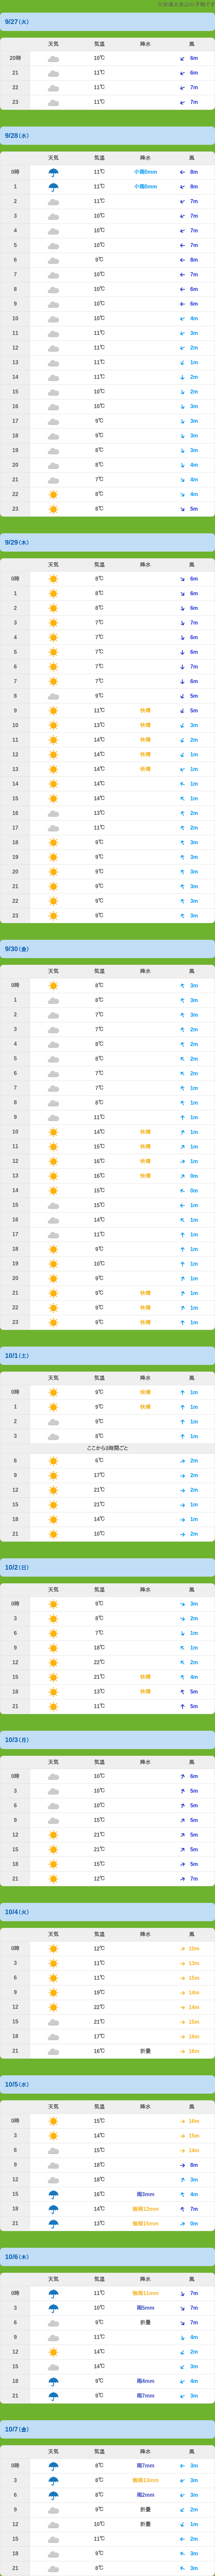 9/27(火)
天気 気温 降水 風
20時 10℃ 6m
21 11℃ 6m
22 11℃ 7m
23 11℃ 7m
9/28(水)
天気 気温 降水 風
0時 11℃ 小雨0mm 8m
1 11℃ 小雨0mm 8m
2 11℃ 7m
3 10℃ 7m
4 10℃ 7m
5 10℃ 7m
6 9℃ 8m
7 10℃ 7m
8 10℃ 6m
9 10℃ 6m
10 10℃ 4m
11 11℃ 3m
12 11℃ 2m
13 11℃ 1m
14 11℃ 2m
15 10℃ 2m
16 10℃ 3m
17 9℃ 3m
18 9℃ 3m
19 8℃ 3m
20 8℃ 4m
21 7℃ 4m
22 8℃ 4m
23 8℃ 5m
9/29(木)
天気 気温 降水 風
0時 8℃ 6m
1 8℃ 6m
2 8℃ 6m
3 7℃ 7m
4 7℃ 6m
5 7℃ 6m
6 7℃ 7m
7 7℃ 6m
8 9℃ 5m
9 11℃ 快晴 5m
10 13℃ 快晴 3m
11 14℃ 快晴 2m
12 14℃ 快晴 1m
13 14℃ 快晴 1m
14 14℃ 1m
15 14℃ 1m
16 13℃ 2m
17 11℃ 2m
18 9℃ 3m
19 9℃ 3m
20 9℃ 3m
21 9℃ 3m
22 9℃ 3m
23 9℃ 3m
9/30(金)
天気 気温 降水 風
0時 8℃ 3m
1 8℃ 3m
2 7℃ 3m
3 7℃ 2m
4 8℃ 2m
5 8℃ 2m
6 7℃ 2m
7 7℃ 1m
8 8℃ 1m
9 11℃ 1m
10 14℃ 快晴 1m
11 15℃ 快晴 1m
12 16℃ 快晴 1m
13 16℃ 快晴 0m
14 15℃ 0m
15 15℃ 1m
16 14℃ 1m
17 11℃ 1m
18 9℃ 1m
19 10℃ 1m
20 9℃ 1m
21 9℃ 快晴 1m
22 9℃ 快晴 1m
23 9℃ 快晴 1m
10/1(土)
天気 気温 降水 風
0時 9℃ 快晴 1m
1 9℃ 快晴 1m
2 9℃ 1m
3 8℃ 1m
ここから3時間ごと
6 6℃ 2m
9 17℃ 2m
12 21℃ 2m
15 21℃ 1m
18 14℃ 1m
21 10℃ 2m
10/2(日)
天気 気温 降水 風
0時 9℃ 3m
3 8℃ 2m
6 7℃ 1m
9 18℃ 1m
12 22℃ 2m
15 21℃ 快晴 4m
18 13℃ 快晴 5m
21 11℃ 5m
10/3(月)
天気 気温 降水 風
0時 10℃ 6m
3 10℃ 5m
6 10℃ 5m
9 15℃ 5m
12 21℃ 5m
15 21℃ 5m
18 15℃ 5m
21 12℃ 7m
10/4(火)
天気 気温 降水 風
0時 12℃ 10m
3 11℃ 13m
6 11℃ 15m
9 19℃ 14m
12 22℃ 14m
15 21℃ 15m
18 17℃ 16m
21 16℃ 折畳 16m
10/5(水)
天気 気温 降水 風
0時 15℃ 16m
3 14℃ 15m
6 15℃ 14m
9 18℃ 8m
12 18℃ 3m
15 16℃ 雨3mm 4m
18 14℃ 強雨12mm 7m
21 13℃ 強雨15mm 0m
10/6(木)
天気 気温 降水 風
0時 11℃ 強雨11mm 7m
3 10℃ 雨5mm 7m
6 9℃ 折畳 7m
9 11℃ 4m
12 14℃ 2m
15 14℃ 3m
18 9℃ 雨4mm 4m
21 9℃ 雨7mm 3m
10/7(金)
天気 気温 降水 風
0時 8℃ 雨7mm 3m
3 8℃ 強雨13mm 3m
6 8℃ 雨2mm 3m
9 9℃ 折畳 2m
12 10℃ 折畳 1m
15 11℃ 2m
18 9℃ 3m
21 8℃ 3m